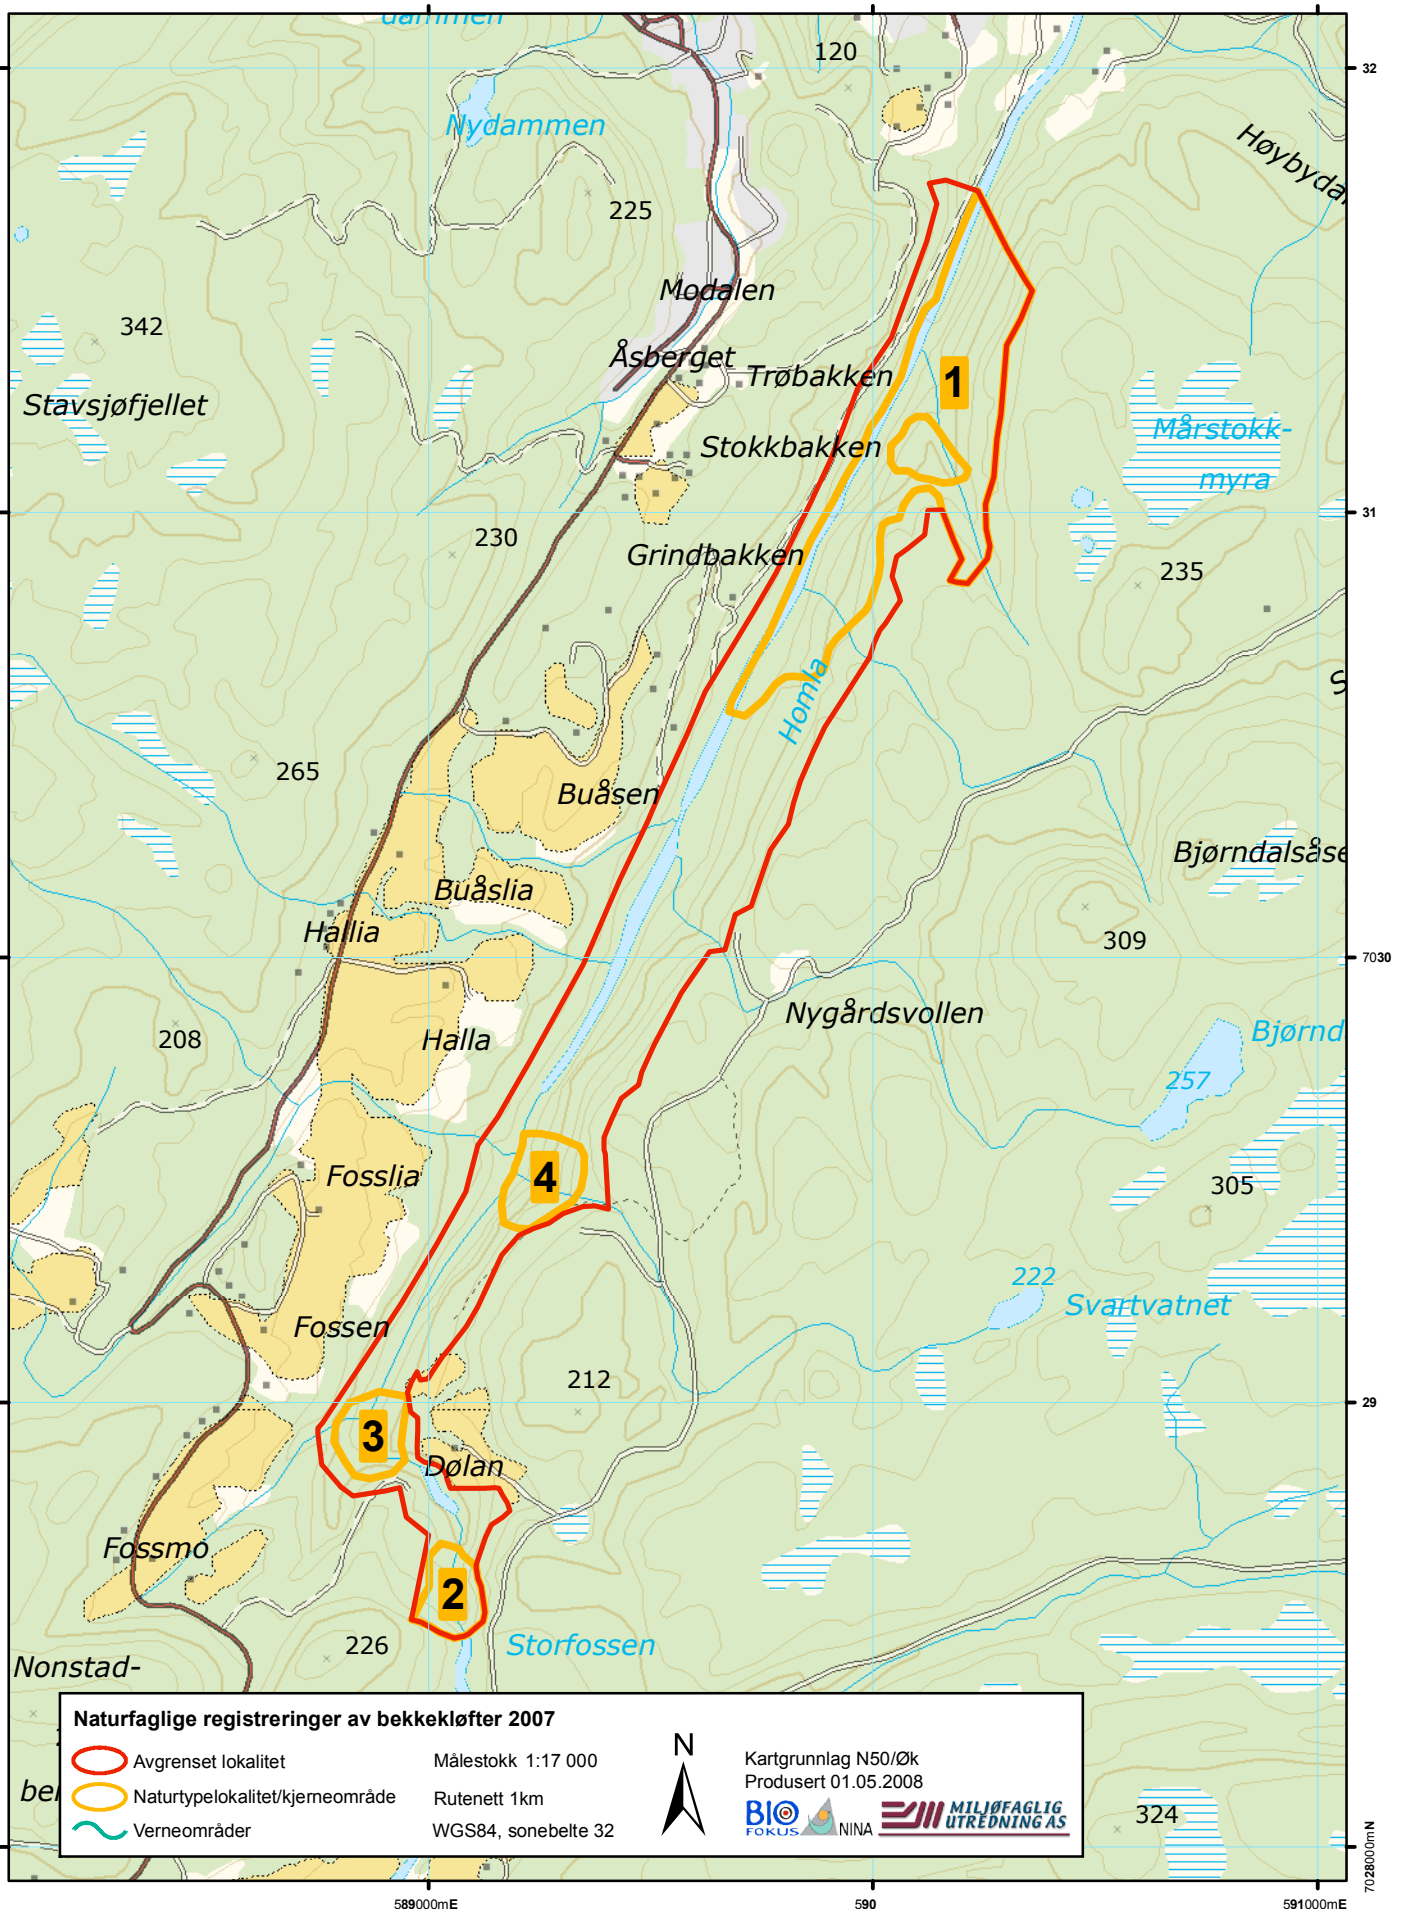 dammen
120
32
Nydammen
Høybyda
225
Modalen
342
Åsberget
Trøbakken
1
Stavsjøfjellet
Stokkbakken
Mårstokk-
myra
31
230
Grindbakken
235
S
Homla
265
Buåsen
Bjørndalsåse
Buåslia
Hallia
309
7030
Nygårdsvollen
208
Halla
Bjørnd
257
4
Fosslia
305
222
Svartvatnet
Fossen
212
29
3
Dølan
Fossmo
2
226
Storfossen
Nonstad-
ber
Naturfaglige registreringer av bekkekløfter 2007
Avgrenset lokalitet
Målestokk 1:17 000
Naturtypelokalitet/kjerneområde
Rutenett 1km
Verneområder
WGS84, sonebelte 32
N
Kartgrunnlag N50/Øk
Produsert 01.05.2008
BIO
FOKUS
NINA
MILJØFAGLIG
UTREDNING AS
324
7028000mN
589000mE
590
591000mE